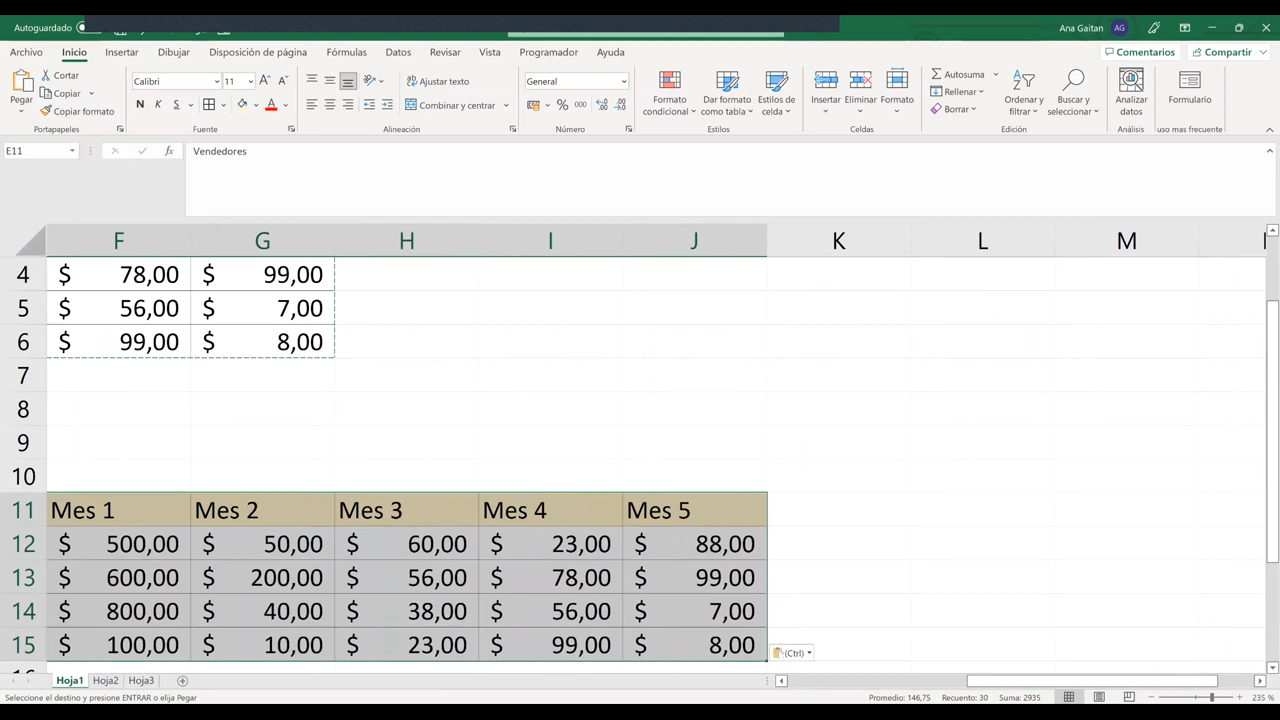 Autoguardado
Ana Gaitan AG
Archivo Inicio Insertar Dibujar Disposición de página Fórmulas Datos Revisar Vista Programador Ayuda Comentarios Compartir
Pegar
Cortar
Copiar
Copiar formato
Portapapeles
Calibri 11
N K S
Fuente
Ajustar texto
Combinar y centrar
Alineación
General
% 000
Número
Formato condicional
Dar formato como tabla
Estilos de celda
Estilos
Insertar
Eliminar
Formato
Celdas
Autosuma
Rellenar
Borrar
Ordenar y filtrar
Buscar y seleccionar
Edición
Analizar datos
Análisis
Formulario
uso mas frecuente
E11 fx Vendedores
F G H I J K L M
4 $ 78,00 $ 99,00
5 $ 56,00 $ 7,00
6 $ 99,00 $ 8,00
7
8
9
10
11 Mes 1 Mes 2 Mes 3 Mes 4 Mes 5
12 $ 500,00 $ 50,00 $ 60,00 $ 23,00 $ 88,00
13 $ 600,00 $ 200,00 $ 56,00 $ 78,00 $ 99,00
14 $ 800,00 $ 40,00 $ 38,00 $ 56,00 $ 7,00
15 $ 100,00 $ 10,00 $ 23,00 $ 99,00 $ 8,00
(Ctrl)
Hoja1 Hoja2 Hoja3
Seleccione el destino y presione ENTRAR o elija Pegar Promedio: 146,75 Recuento: 30 Suma: 2935 235 %